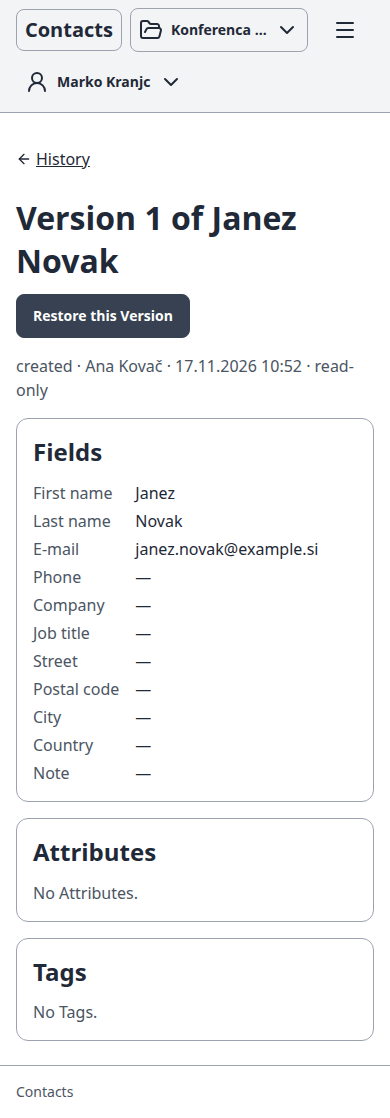 Contacts
Konferenca ...
Marko Kranjc
← History
Version 1 of Janez
Novak
Restore this Version
created · Ana Kovač · 17.11.2026 10:52 · read-
only
Fields
First name Janez
Last name Novak
E-mail janez.novak@example.si
Phone —
Company —
Job title —
Street —
Postal code —
City —
Country —
Note —
Attributes
No Attributes.
Tags
No Tags.
Contacts